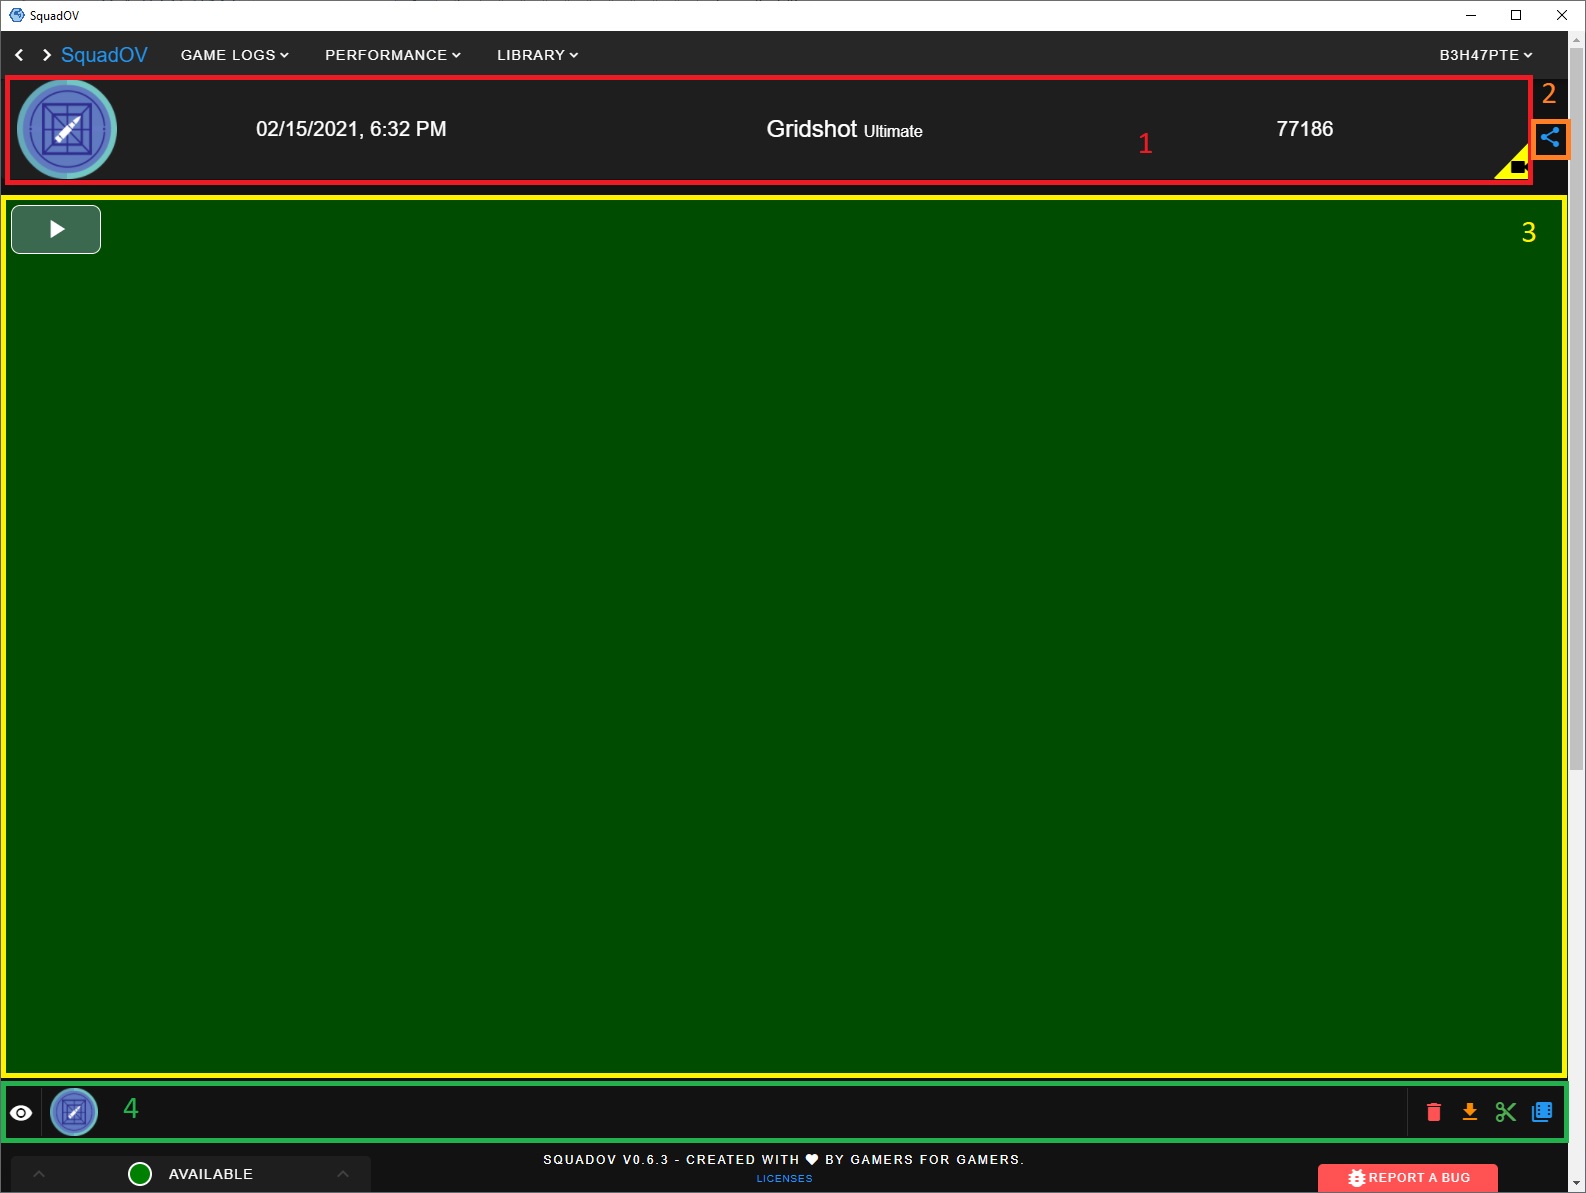 SquadOV
SquadOV GAME LOGS PERFORMANCE LIBRARY B3H47PTE
2
02/15/2021, 6:32 PM Gridshot Ultimate 77186
1
3
4
SQUADOV V0.6.3 - CREATED WITH ♥ BY GAMERS FOR GAMERS.
AVAILABLE
LICENSES
REPORT A BUG